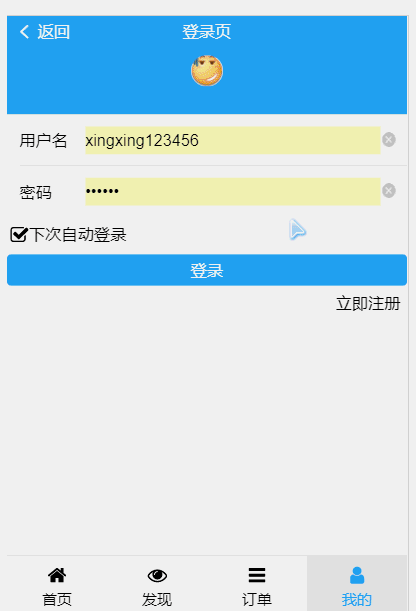 返回 登录页
用户名 xingxing123456
密码 ••••••
下次自动登录
登录
立即注册
首页 发现 订单 我的